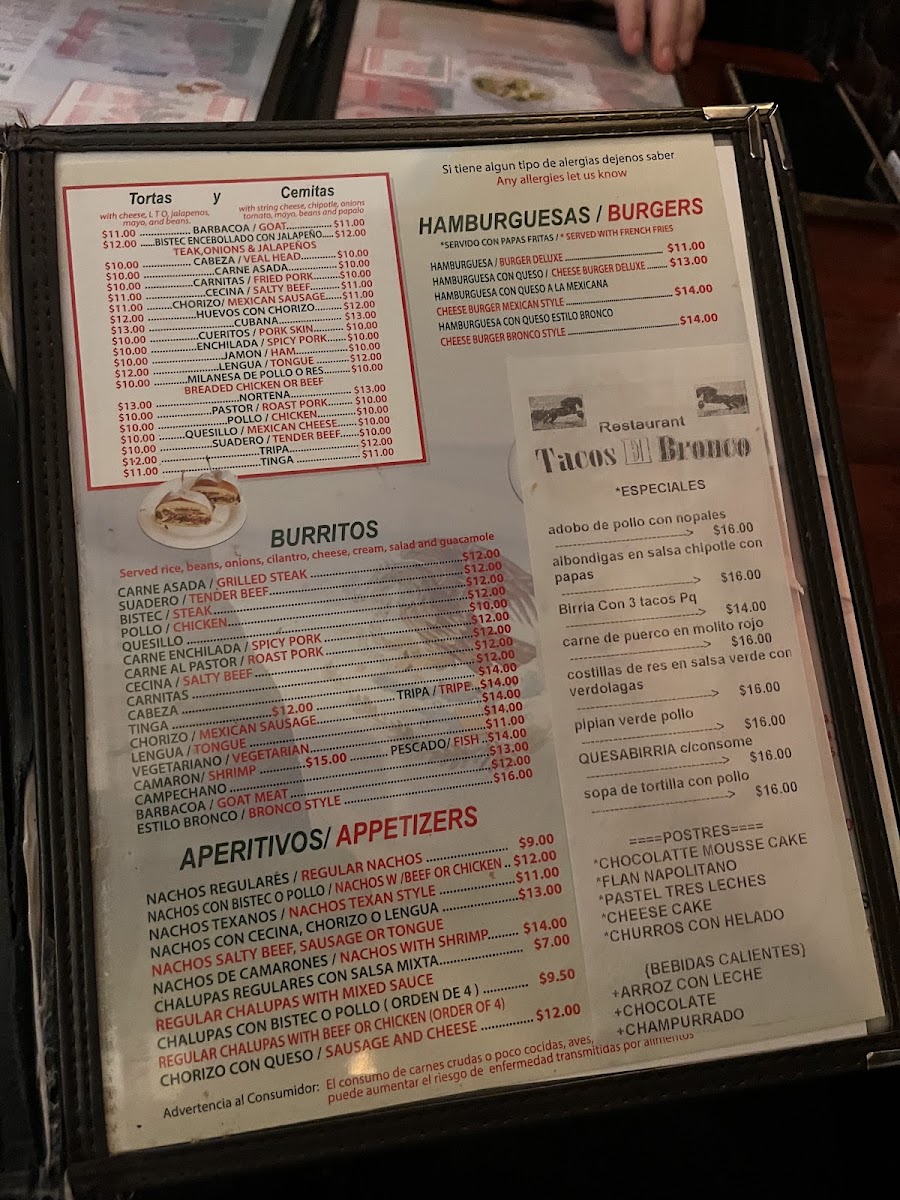 Tortas y Cemitas
with cheese, L T O, jalapenos, mayo, and beans.
with string cheese, chipotle, onions tomato, mayo, beans and papalo
$11.00 BARBACOA / GOAT $11.00
$12.00 BISTEC ENCEBOLLADO CON JALAPEÑO $12.00
TEAK,ONIONS & JALAPEÑOS
$10.00 CABEZA / VEAL HEAD $10.00
$10.00 CARNE ASADA $10.00
$10.00 CARNITAS / FRIED PORK $10.00
$11.00 CECINA / SALTY BEEF $11.00
$11.00 CHORIZO/ MEXICAN SAUSAGE $11.00
$12.00 HUEVOS CON CHORIZO $12.00
$13.00 CUBANA $13.00
$10.00 CUERITOS / PORK SKIN $10.00
$10.00 ENCHILADA / SPICY PORK $10.00
$10.00 JAMON / HAM $10.00
$12.00 LENGUA / TONGUE $12.00
$10.00 MILANESA DE POLLO O RES $10.00
BREADED CHICKEN OR BEEF
$13.00 NORTENA $13.00
$10.00 PASTOR / ROAST PORK $10.00
$10.00 POLLO / CHICKEN $10.00
$10.00 QUESILLO / MEXICAN CHEESE $10.00
$10.00 SUADERO / TENDER BEEF $10.00
$12.00 TRIPA $12.00
$11.00 TINGA $11.00
BURRITOS
Served rice, beans, onions, cilantro, cheese, cream, salad and guacamole
CARNE ASADA / GRILLED STEAK $12.00
SUADERO / TENDER BEEF $12.00
BISTEC / STEAK $12.00
POLLO / CHICKEN $12.00
QUESILLO $10.00
CARNE ENCHILADA / SPICY PORK $12.00
CARNE AL PASTOR / ROAST PORK $12.00
CECINA / SALTY BEEF $12.00
CARNITAS $12.00
CABEZA $14.00
TINGA $12.00 TRIPA / TRIPE $14.00
CHORIZO / MEXICAN SAUSAGE $14.00
LENGUA / TONGUE $14.00
VEGETARIANO / VEGETARIAN $11.00
CAMARON/ SHRIMP $15.00 PESCADO/ FISH $14.00
CAMPECHANO $13.00
BARBACOA / GOAT MEAT $12.00
ESTILO BRONCO / BRONCO STYLE $16.00
APERITIVOS/ APPETIZERS
NACHOS REGULARES / REGULAR NACHOS $9.00
NACHOS CON BISTEC O POLLO / NACHOS W /BEEF OR CHICKEN $12.00
NACHOS TEXANOS / NACHOS TEXAN STYLE $11.00
NACHOS CON CECINA, CHORIZO O LENGUA $13.00
NACHOS SALTY BEEF, SAUSAGE OR TONGUE
NACHOS DE CAMARONES / NACHOS WITH SHRIMP $14.00
CHALUPAS REGULARES CON SALSA MIXTA $7.00
REGULAR CHALUPAS WITH MIXED SAUCE
CHALUPAS CON BISTEC O POLLO ( ORDEN DE 4 ) $9.50
REGULAR CHALUPAS WITH BEEF OR CHICKEN (ORDER OF 4)
CHORIZO CON QUESO / SAUSAGE AND CHEESE $12.00
Advertencia al Consumidor: El consumo de carnes crudas o poco cocidas, aves,
puede aumentar el riesgo de enfermedad transmitidas por alimentos
Si tiene algun tipo de alergias dejenos saber
Any allergies let us know
HAMBURGUESAS / BURGERS
*SERVIDO CON PAPAS FRITAS / * SERVED WITH FRENCH FRIES
HAMBURGUESA / BURGER DELUXE $11.00
HAMBURGUESA CON QUESO / CHEESE BURGER DELUXE $13.00
HAMBURGUESA CON QUESO A LA MEXICANA
CHEESE BURGER MEXICAN STYLE $14.00
HAMBURGUESA CON QUESO ESTILO BRONCO
CHEESE BURGER BRONCO STYLE $14.00
Restaurant
Tacos El Bronco
*ESPECIALES
adobo de pollo con nopales
-----------------------------> $16.00
albondigas en salsa chipotle con
papas
-----------------------------> $16.00
Birria Con 3 tacos Pq
-----------------------------> $14.00
carne de puerco en molito rojo
-----------------------------> $16.00
costillas de res en salsa verde con
verdolagas
-----------------------------> $16.00
pipian verde pollo
-----------------------------> $16.00
QUESABIRRIA c/consome
-----------------------------> $16.00
sopa de tortilla con pollo
-----------------------------> $16.00
====POSTRES====
*CHOCOLATTE MOUSSE CAKE
*FLAN NAPOLITANO
*PASTEL TRES LECHES
*CHEESE CAKE
*CHURROS CON HELADO
{BEBIDAS CALIENTES}
+ARROZ CON LECHE
+CHOCOLATE
+CHAMPURRADO